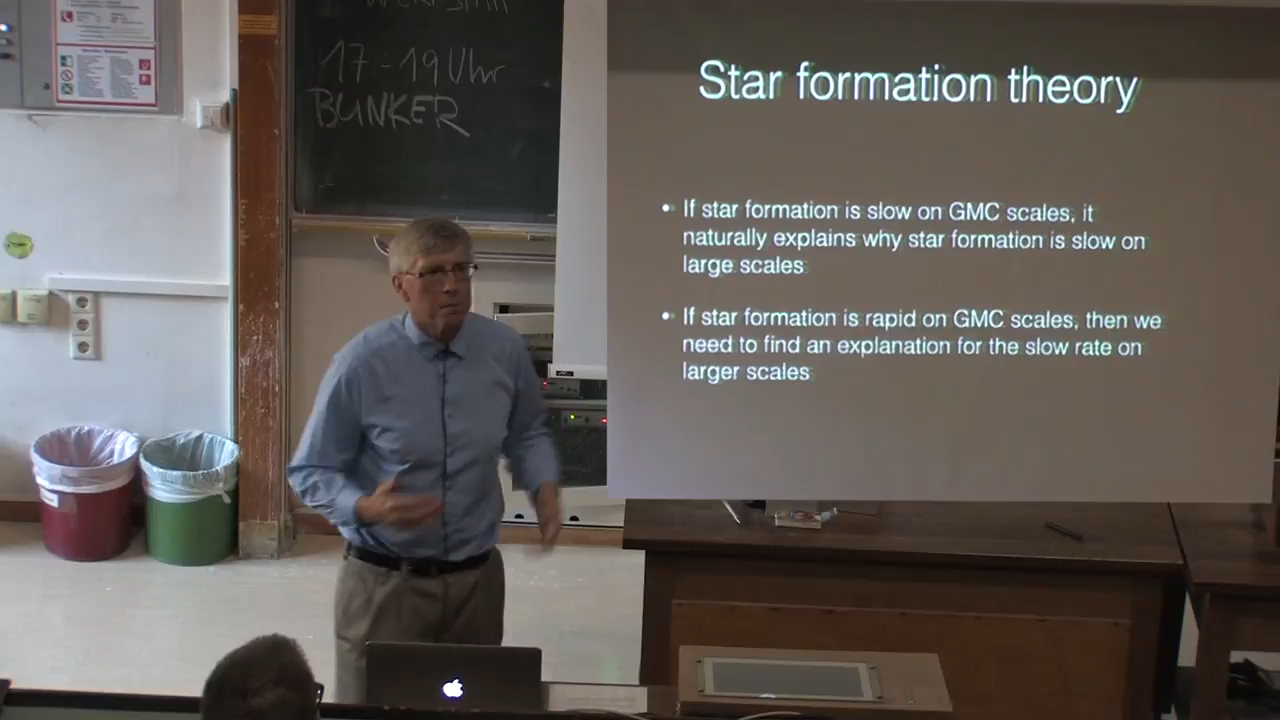 17-19 Uhr
BUNKER
Star formation theory
• If star formation is slow on GMC scales, it
naturally explains why star formation is slow on
large scales
• If star formation is rapid on GMC scales, then we
need to find an explanation for the slow rate on
larger scales